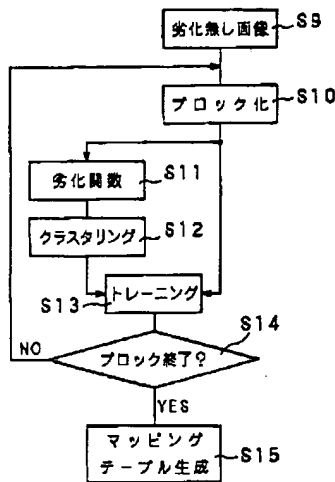 劣化無し画像
S9
ブロック化
S10
劣化関数
S11
クラスタリング
S12
トレーニング
S13
ブロック終了?
S14
NO
YES
マッピング
テーブル生成
S15